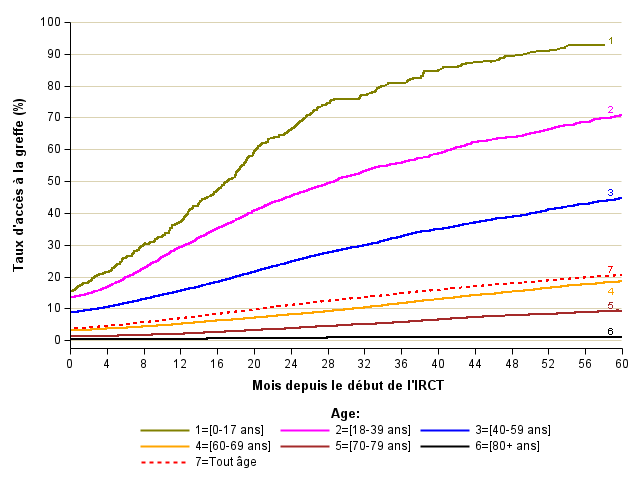 Taux d'accès à la greffe (%)
100
90
80
70
60
50
40
30
20
10
0
1
2
3
7
4
5
6
0 4 8 12 16 20 24 28 32 36 40 44 48 52 56 60
Mois depuis le début de l'IRCT
Age:
1=[0-17 ans] 2=[18-39 ans] 3=[40-59 ans]
4=[60-69 ans] 5=[70-79 ans] 6=[80+ ans]
7=Tout âge